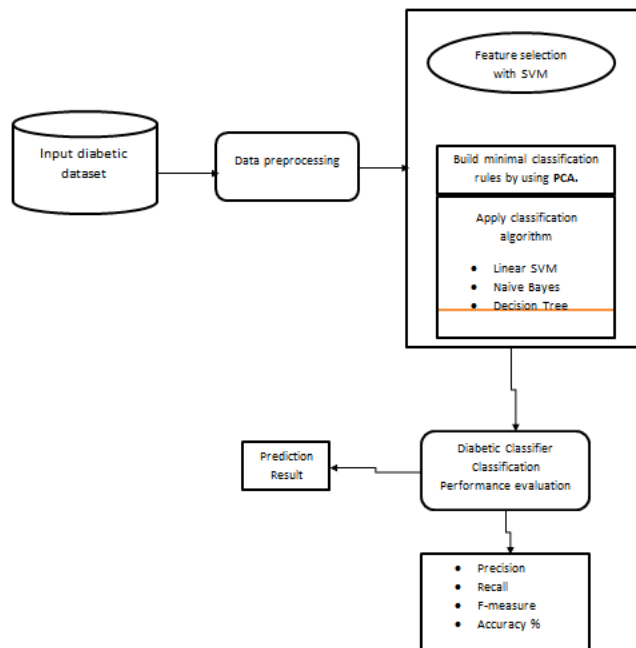 Feature selection
with SVM
Input diabetic
dataset
Data preprocessing
Build minimal classification
rules by using PCA.
Apply classification
algorithm
• Linear SVM
• Naive Bayes
• Decision Tree
Diabetic Classifier
Classification
Performance evaluation
Prediction
Result
• Precision
• Recall
• F-measure
• Accuracy %